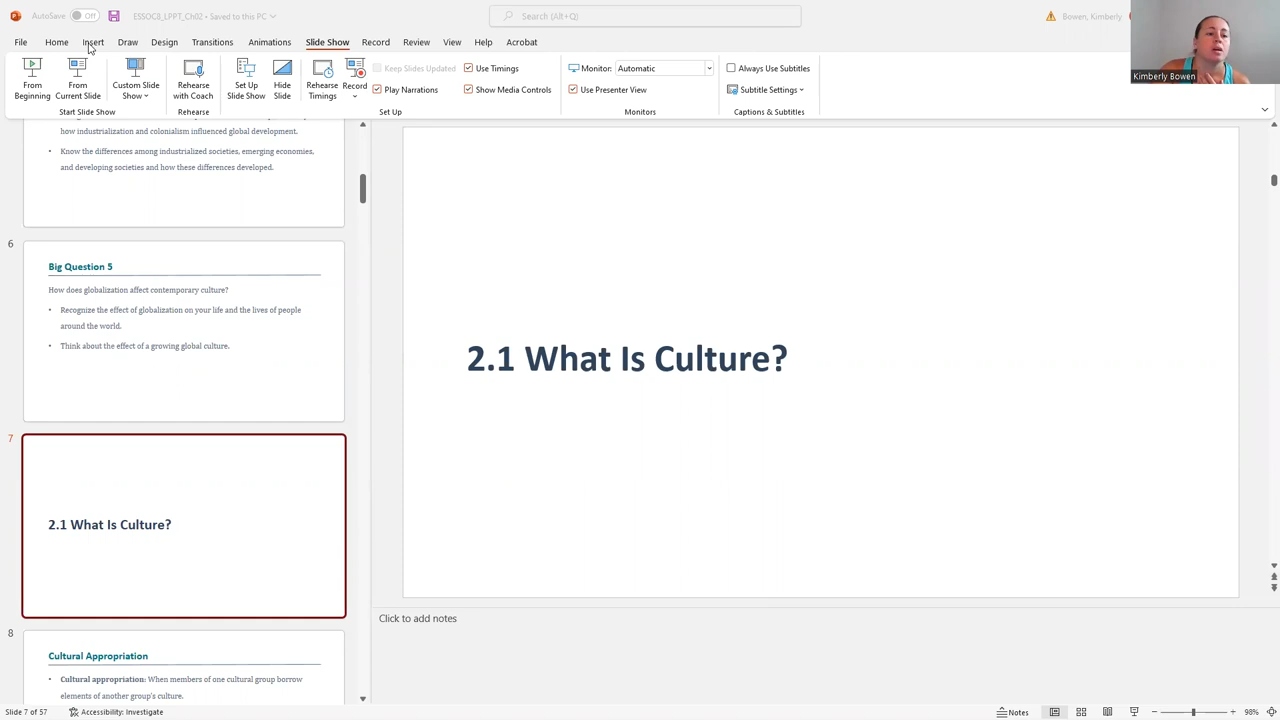 AutoSave Off ESSOC8_LPPT_Ch02 • Saved to this PC Search (Alt+Q) Bowen, Kimberly
File Home Insert Draw Design Transitions Animations Slide Show Record Review View Help Acrobat
From Beginning
From Current Slide
Custom Slide Show
Start Slide Show
Rehearse with Coach
Rehearse
Set Up Slide Show
Hide Slide
Rehearse Timings
Record
Keep Slides Updated
Play Narrations
Use Timings
Show Media Controls
Set Up
Monitor: Automatic
Use Presenter View
Monitors
Always Use Subtitles
Subtitle Settings
Captions & Subtitles
Kimberly Bowen
how industrialization and colonialism influenced global development.
• Know the differences among industrialized societies, emerging economies,
and developing societies and how these differences developed.
6
Big Question 5
How does globalization affect contemporary culture?
• Recognize the effect of globalization on your life and the lives of people
around the world.
• Think about the effect of a growing global culture.
7
2.1 What Is Culture?
8
Cultural Appropriation
• Cultural appropriation: When members of one cultural group borrow
elements of another group's culture.
2.1 What Is Culture?
Click to add notes
Slide 7 of 57 Accessibility: Investigate Notes 98%